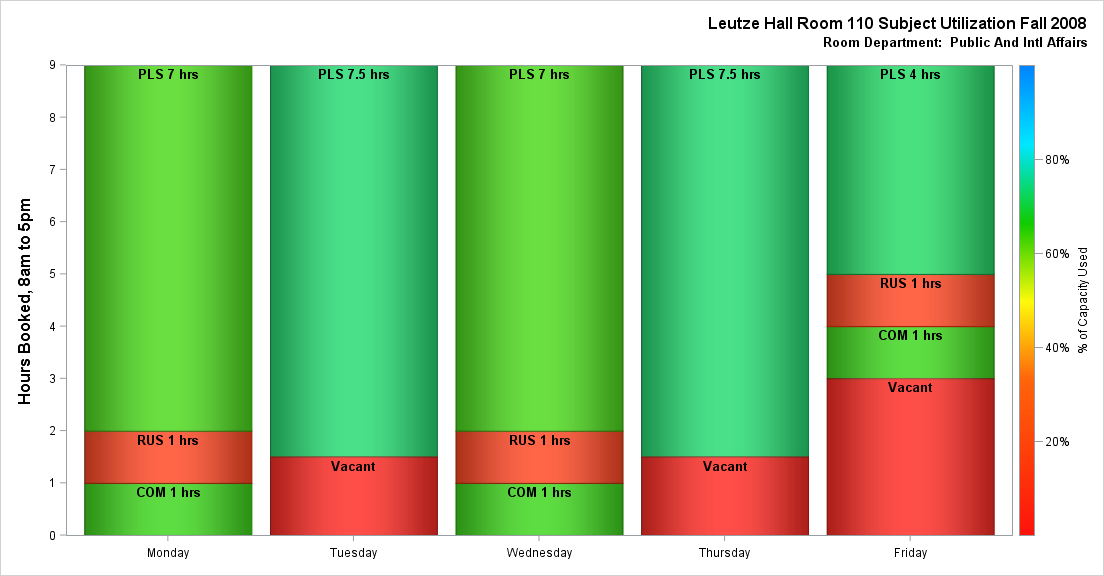 Leutze Hall Room 110 Subject Utilization Fall 2008
Room Department:  Public And Intl Affairs
Hours Booked, 8am to 5pm
9
8
7
6
5
4
3
2
1
0
PLS 7 hrs
RUS 1 hrs
COM 1 hrs
PLS 7.5 hrs
Vacant
PLS 7 hrs
RUS 1 hrs
COM 1 hrs
PLS 7.5 hrs
Vacant
PLS 4 hrs
RUS 1 hrs
COM 1 hrs
Vacant
Monday
Tuesday
Wednesday
Thursday
Friday
80%
60%
40%
20%
% of Capacity Used